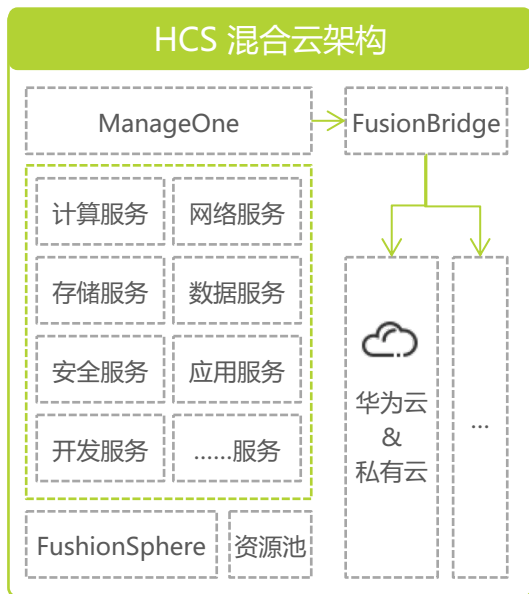 HCS 混合云架构
ManageOne
FusionBridge
计算服务
网络服务
存储服务
数据服务
安全服务
应用服务
开发服务
......服务
华为云
&
私有云
...
FushionSphere
资源池